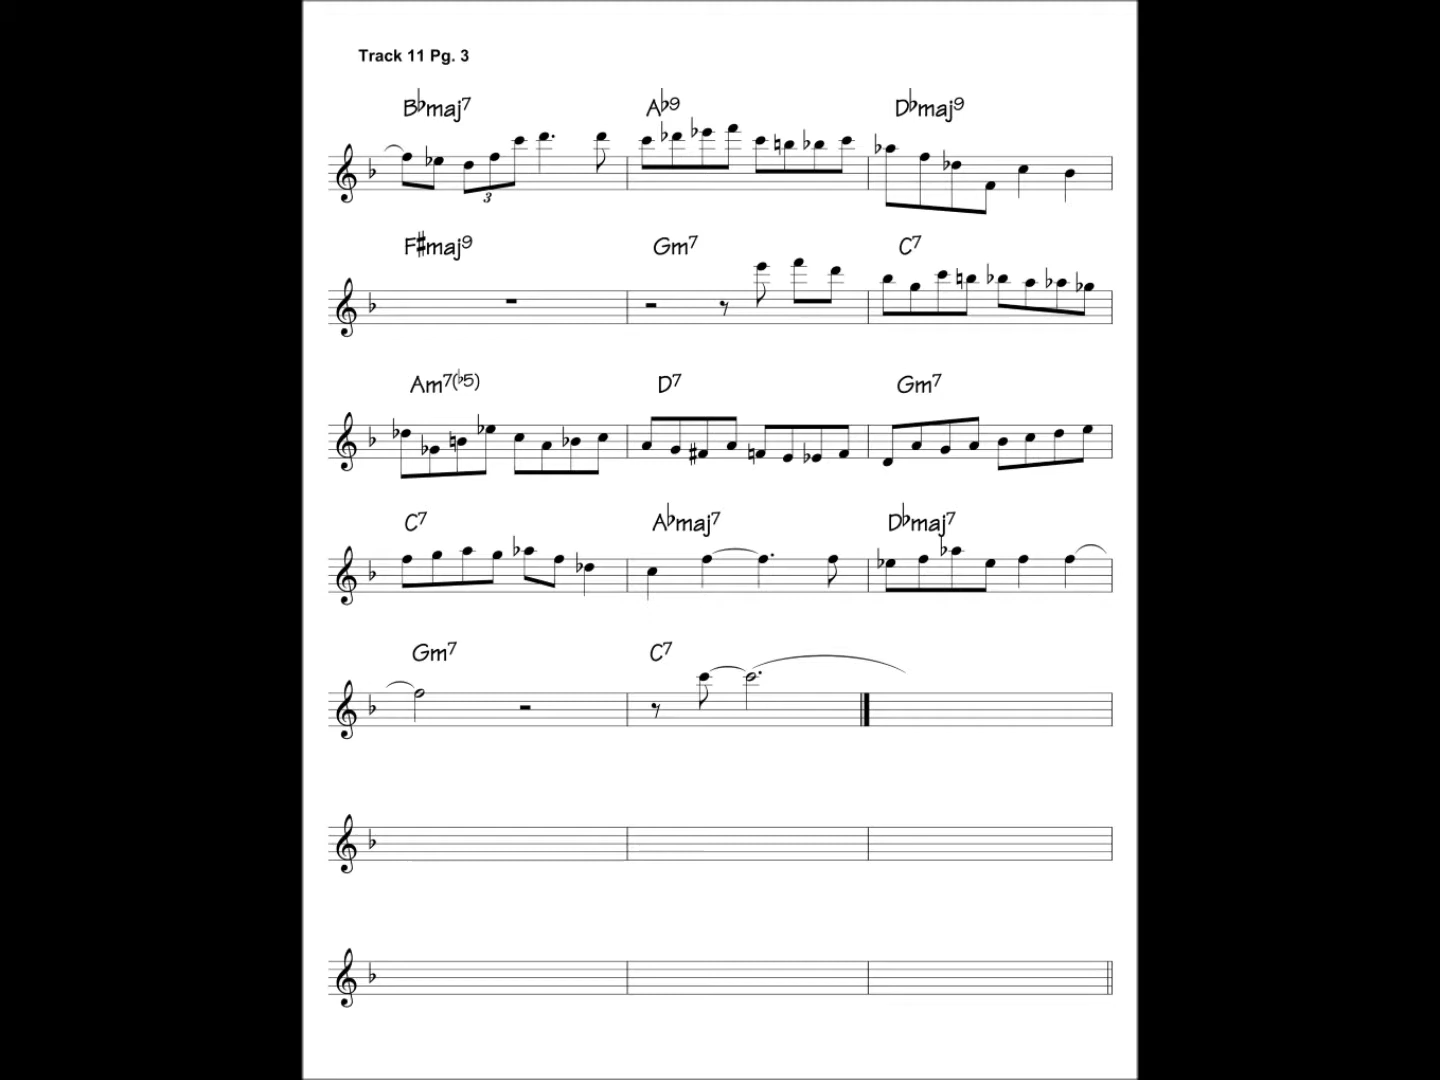 Track 11 Pg. 3
B♭maj7 A♭9 D♭maj9
3
F#maj9 Gm7 C7
Am7(♭5) D7 Gm7
C7 A♭maj7 D♭maj7
Gm7 C7